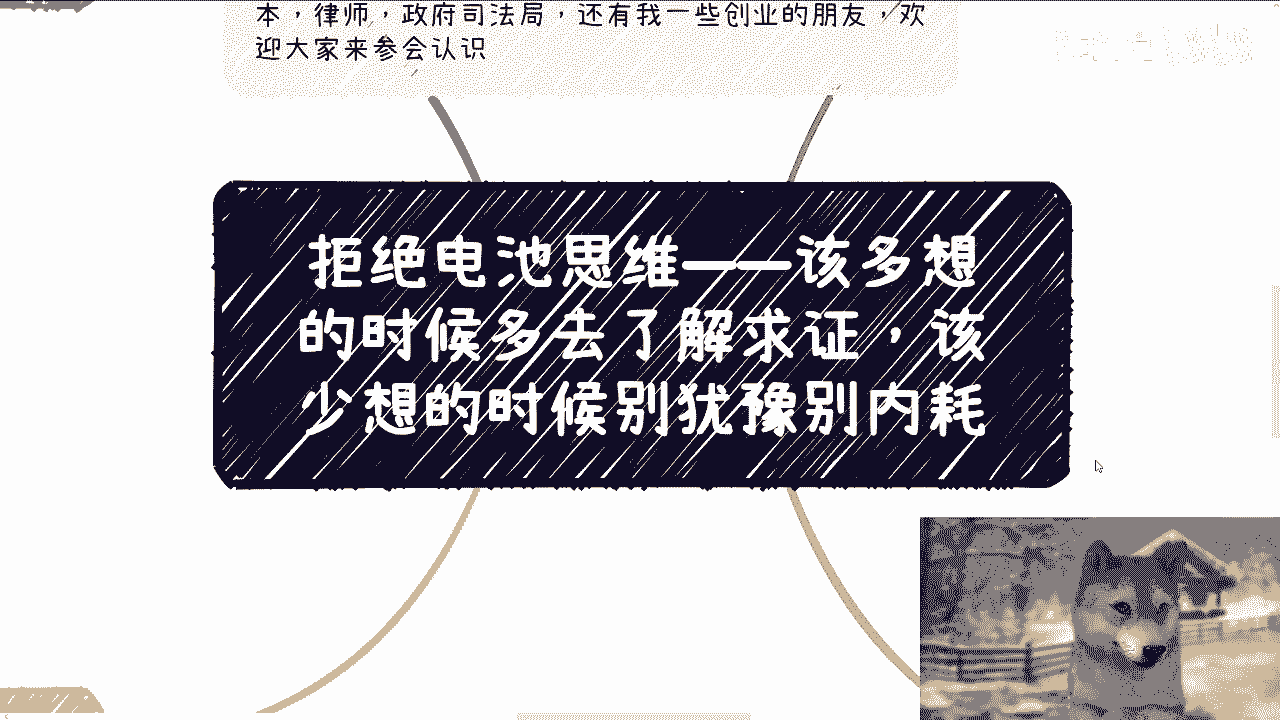 本，律师，政府司法局，还有我一些创业的朋友，欢
迎大家来参会认识
拒绝电池思维——该多想
的时候多去了解求证，该
少想的时候别犹豫别内耗